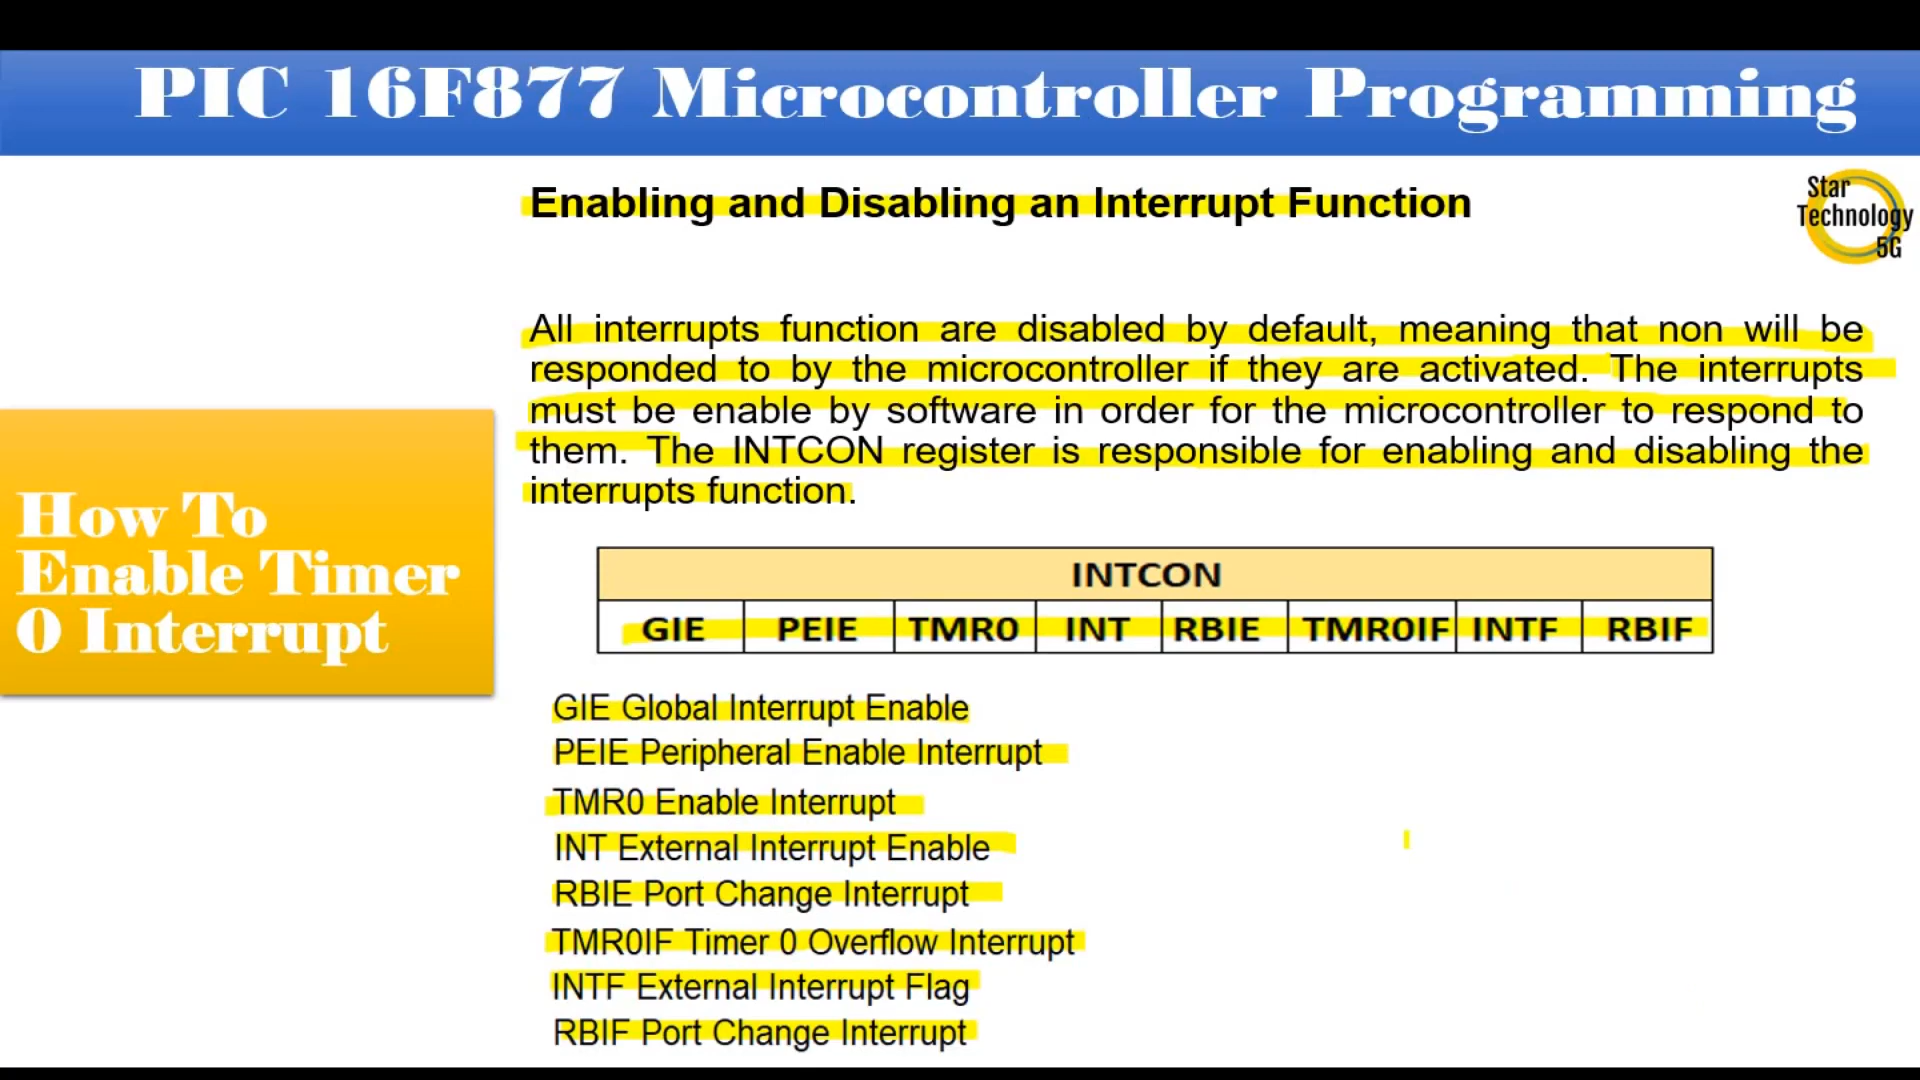 PIC 16F877 Microcontroller Programming
Enabling and Disabling an Interrupt Function
Star
Technology
5G
All interrupts function are disabled by default, meaning that non will be
responded to by the microcontroller if they are activated. The interrupts
must be enable by software in order for the microcontroller to respond to
them. The INTCON register is responsible for enabling and disabling the
interrupts function.
How To
Enable Timer
0 Interrupt
INTCON
GIE PEIE TMR0 INT RBIE TMR0IF INTF RBIF
GIE Global Interrupt Enable
PEIE Peripheral Enable Interrupt
TMR0 Enable Interrupt
INT External Interrupt Enable
RBIE Port Change Interrupt
TMR0IF Timer 0 Overflow Interrupt
INTF External Interrupt Flag
RBIF Port Change Interrupt